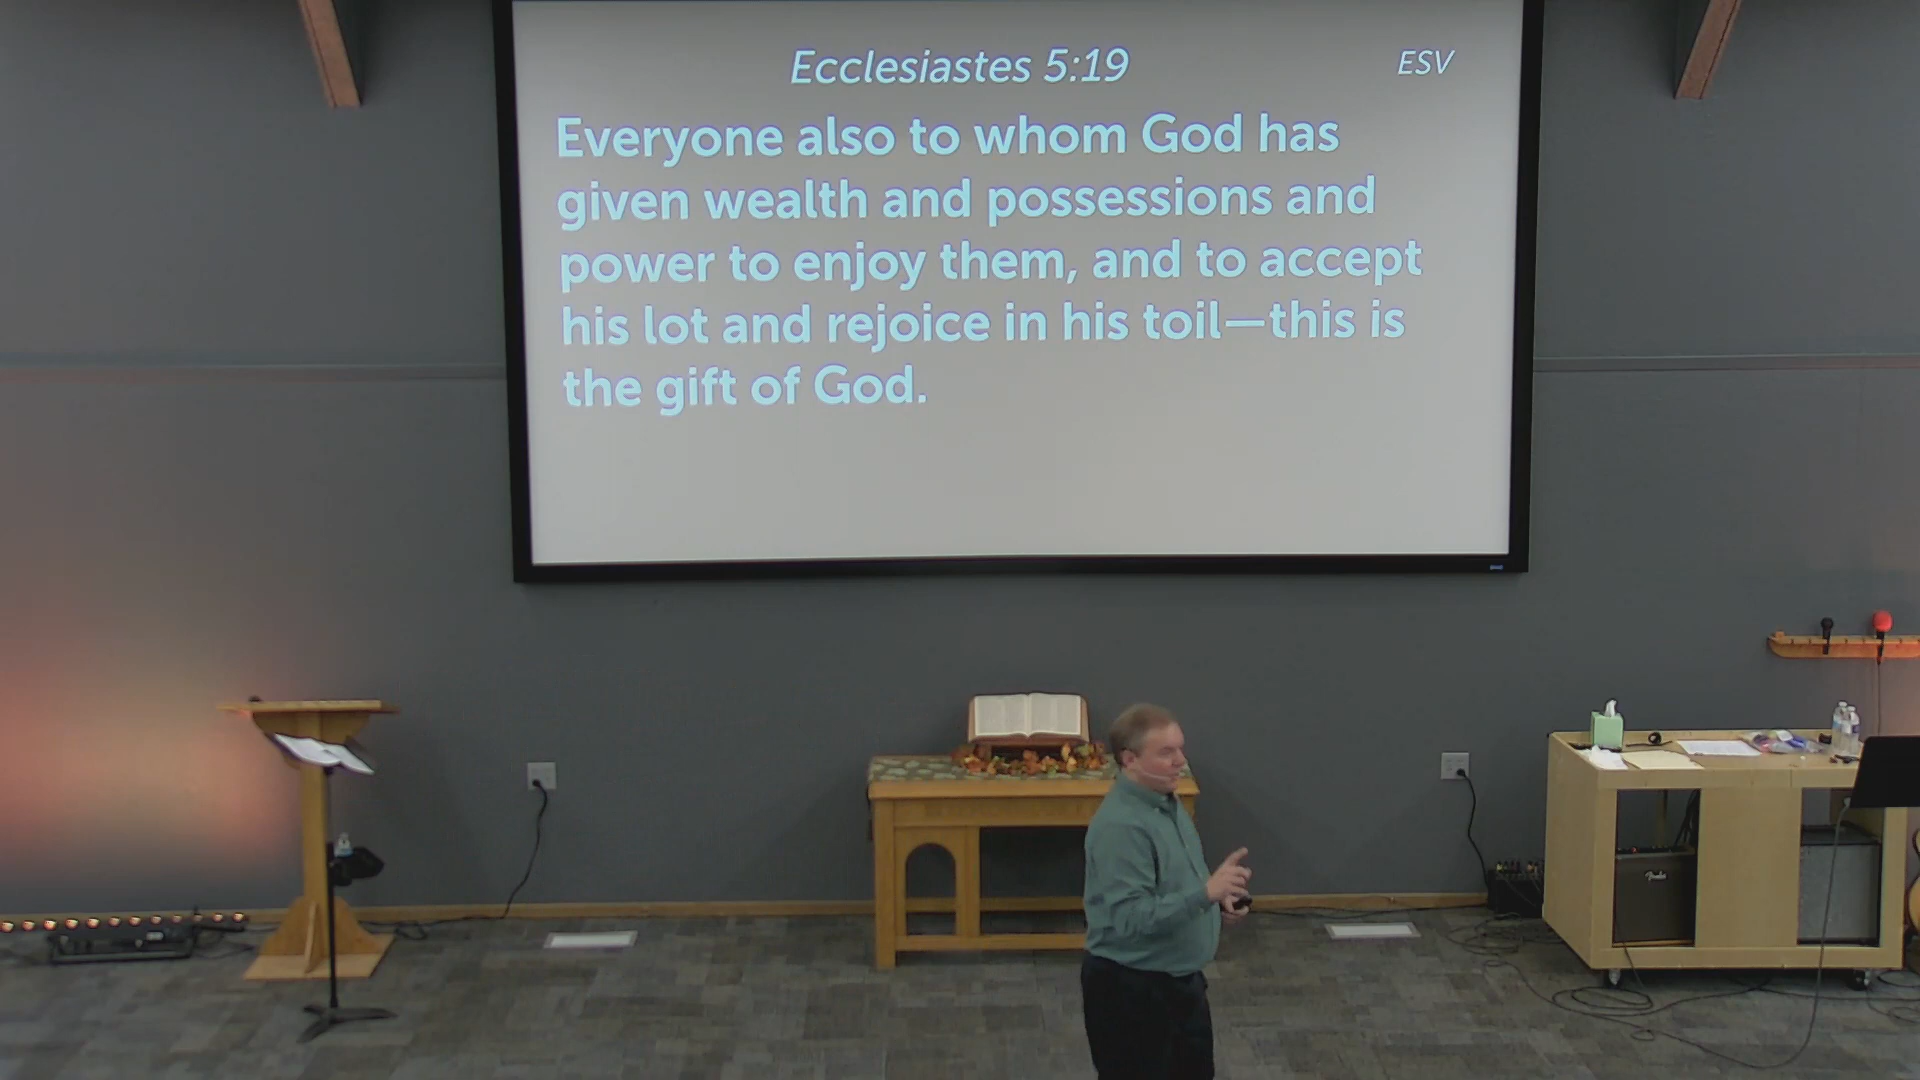 Ecclesiastes 5:19
ESV
Everyone also to whom God has
given wealth and possessions and
power to enjoy them, and to accept
his lot and rejoice in his toil—this is
the gift of God.
Fender